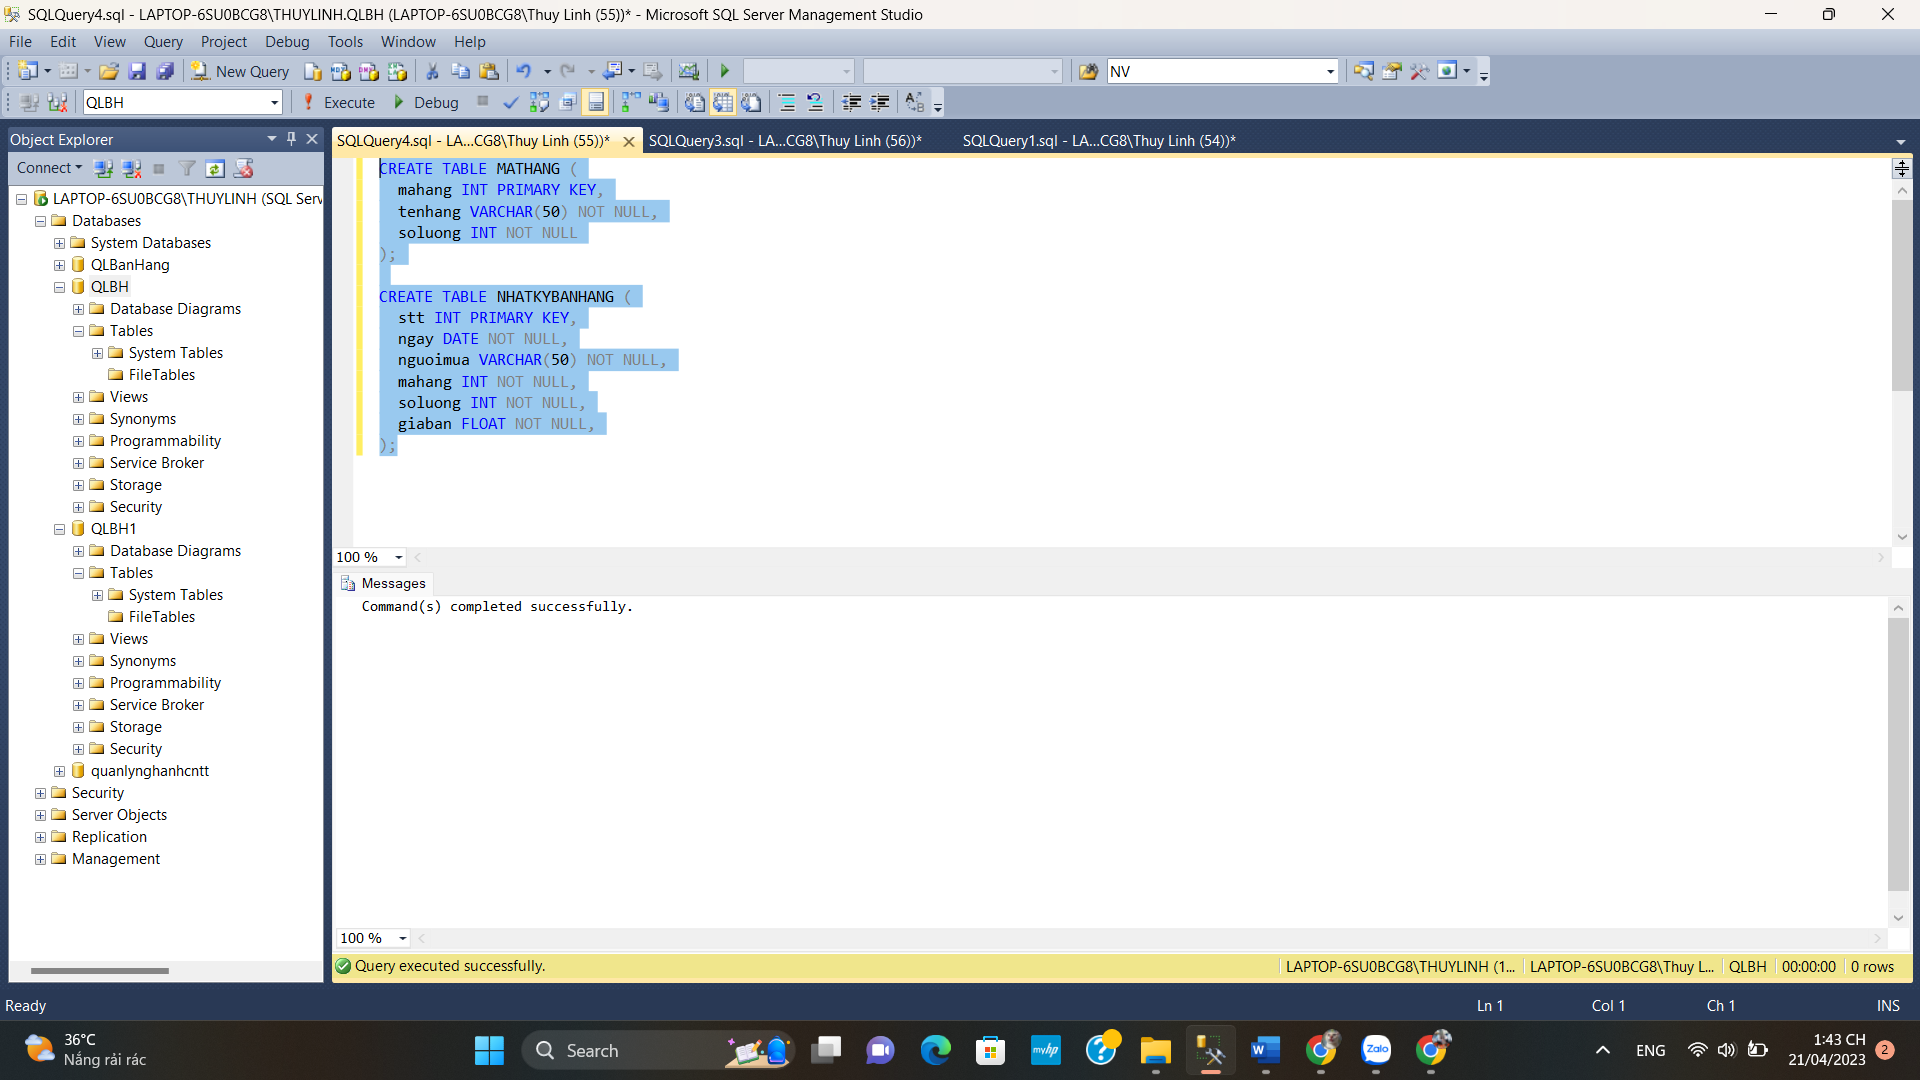 SQLQuery4.sql - LAPTOP-6SU0BCG8\THUYLINH.QLBH (LAPTOP-6SU0BCG8\Thuy Linh (55))* - Microsoft SQL Server Management Studio
File Edit View Query Project Debug Tools Window Help
New Query NV
QLBH Execute Debug
Object Explorer
Connect
LAPTOP-6SU0BCG8\THUYLINH (SQL Serv
Databases
System Databases
QLBanHang
QLBH
Database Diagrams
Tables
System Tables
FileTables
Views
Synonyms
Programmability
Service Broker
Storage
Security
QLBH1
Database Diagrams
Tables
System Tables
FileTables
Views
Synonyms
Programmability
Service Broker
Storage
Security
quanlynghanhcntt
Security
Server Objects
Replication
Management
SQLQuery4.sql - LA...CG8\Thuy Linh (55))* SQLQuery3.sql - LA...CG8\Thuy Linh (56))* SQLQuery1.sql - LA...CG8\Thuy Linh (54))*
CREATE TABLE MATHANG (
mahang INT PRIMARY KEY,
tenhang VARCHAR(50) NOT NULL,
soluong INT NOT NULL
);
CREATE TABLE NHATKYBANHANG (
stt INT PRIMARY KEY,
ngay DATE NOT NULL,
nguoimua VARCHAR(50) NOT NULL,
mahang INT NOT NULL,
soluong INT NOT NULL,
giaban FLOAT NOT NULL,
);
100 %
Messages
Command(s) completed successfully.
100 %
Query executed successfully. LAPTOP-6SU0BCG8\THUYLINH (1... LAPTOP-6SU0BCG8\Thuy L... QLBH 00:00:00 0 rows
Ready Ln 1 Col 1 Ch 1 INS
36°C
Nắng rải rác
Search
myhp
Zalo
ENG
1:43 CH
21/04/2023
2